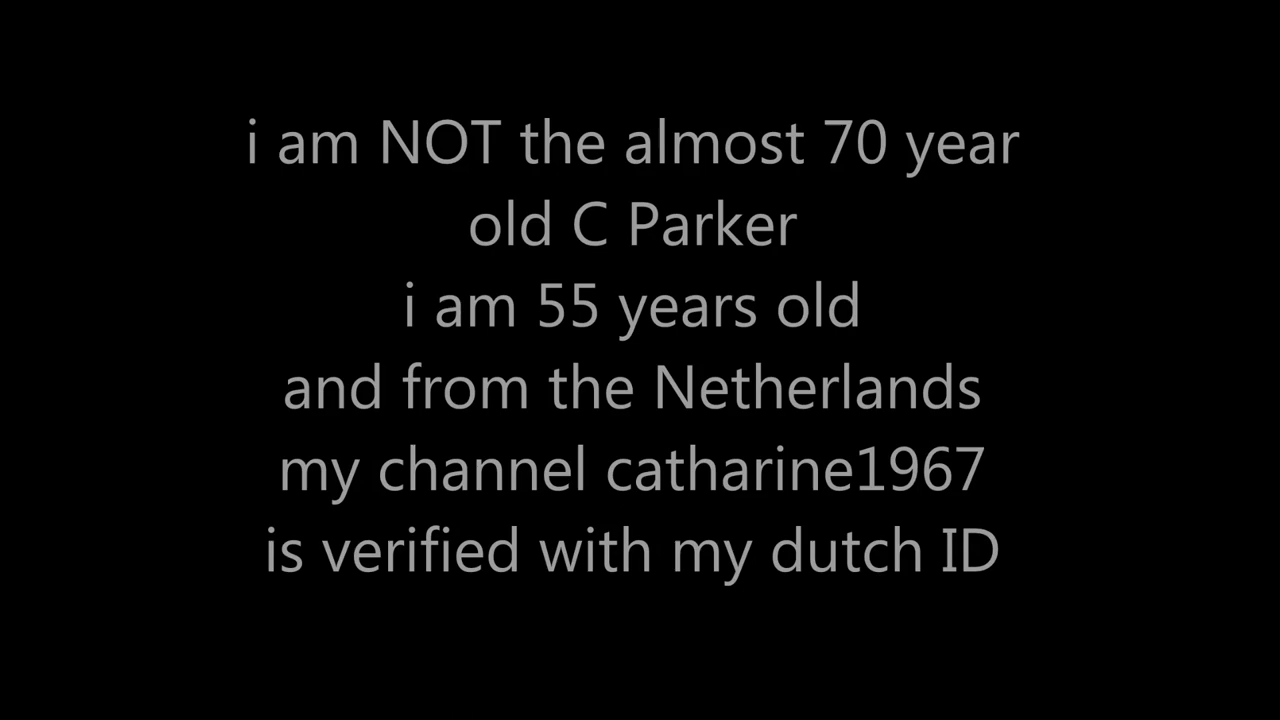 i am NOT the almost 70 year
old C Parker
i am 55 years old
and from the Netherlands
my channel catharine1967
is verified with my dutch ID